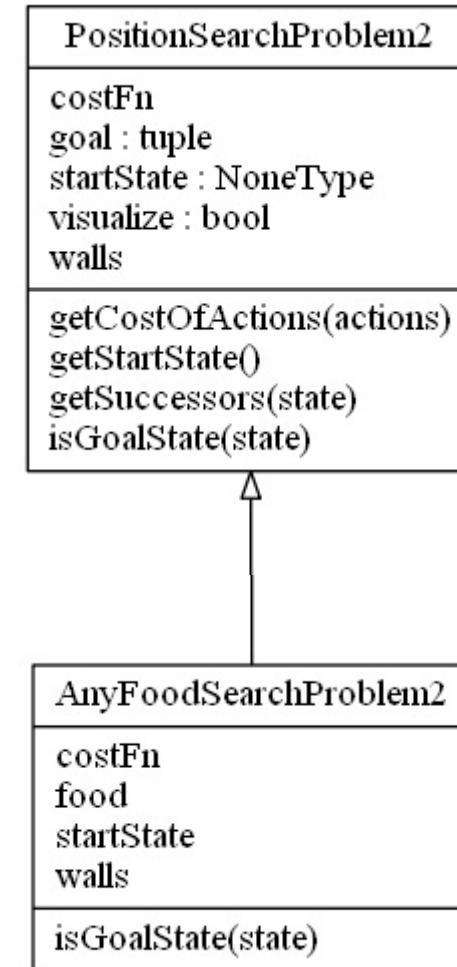 PositionSearchProblem2
costFn
goal : tuple
startState : NoneType
visualize : bool
walls
getCostOfActions(actions)
getStartState()
getSuccessors(state)
isGoalState(state)
AnyFoodSearchProblem2
costFn
food
startState
walls
isGoalState(state)